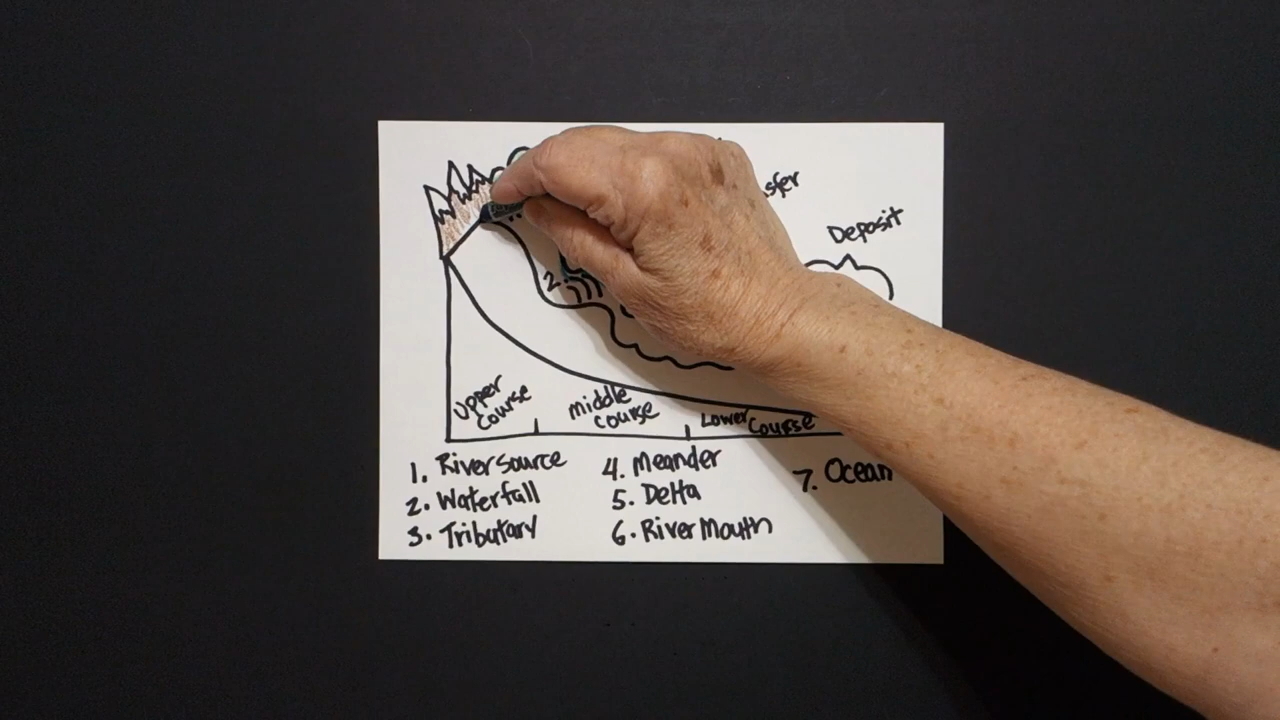 Deposit
2.
Upper
Course
middle
course
Lower
Course
1. River Source
2. Waterfall
3. Tributary
4. Meander
5. Delta
6. River Mouth
7. Ocean